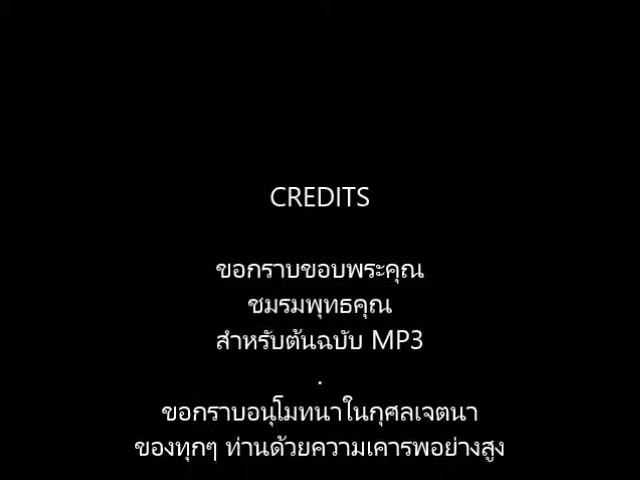 CREDITS
ขอกราบขอบพระคุณ
ชมรมพุทธคุณ
สำหรับต้นฉบับ MP3
.
ขอกราบอนุโมทนาในกุศลเจตนา
ของทุกๆ ท่านด้วยความเคารพอย่างสูง